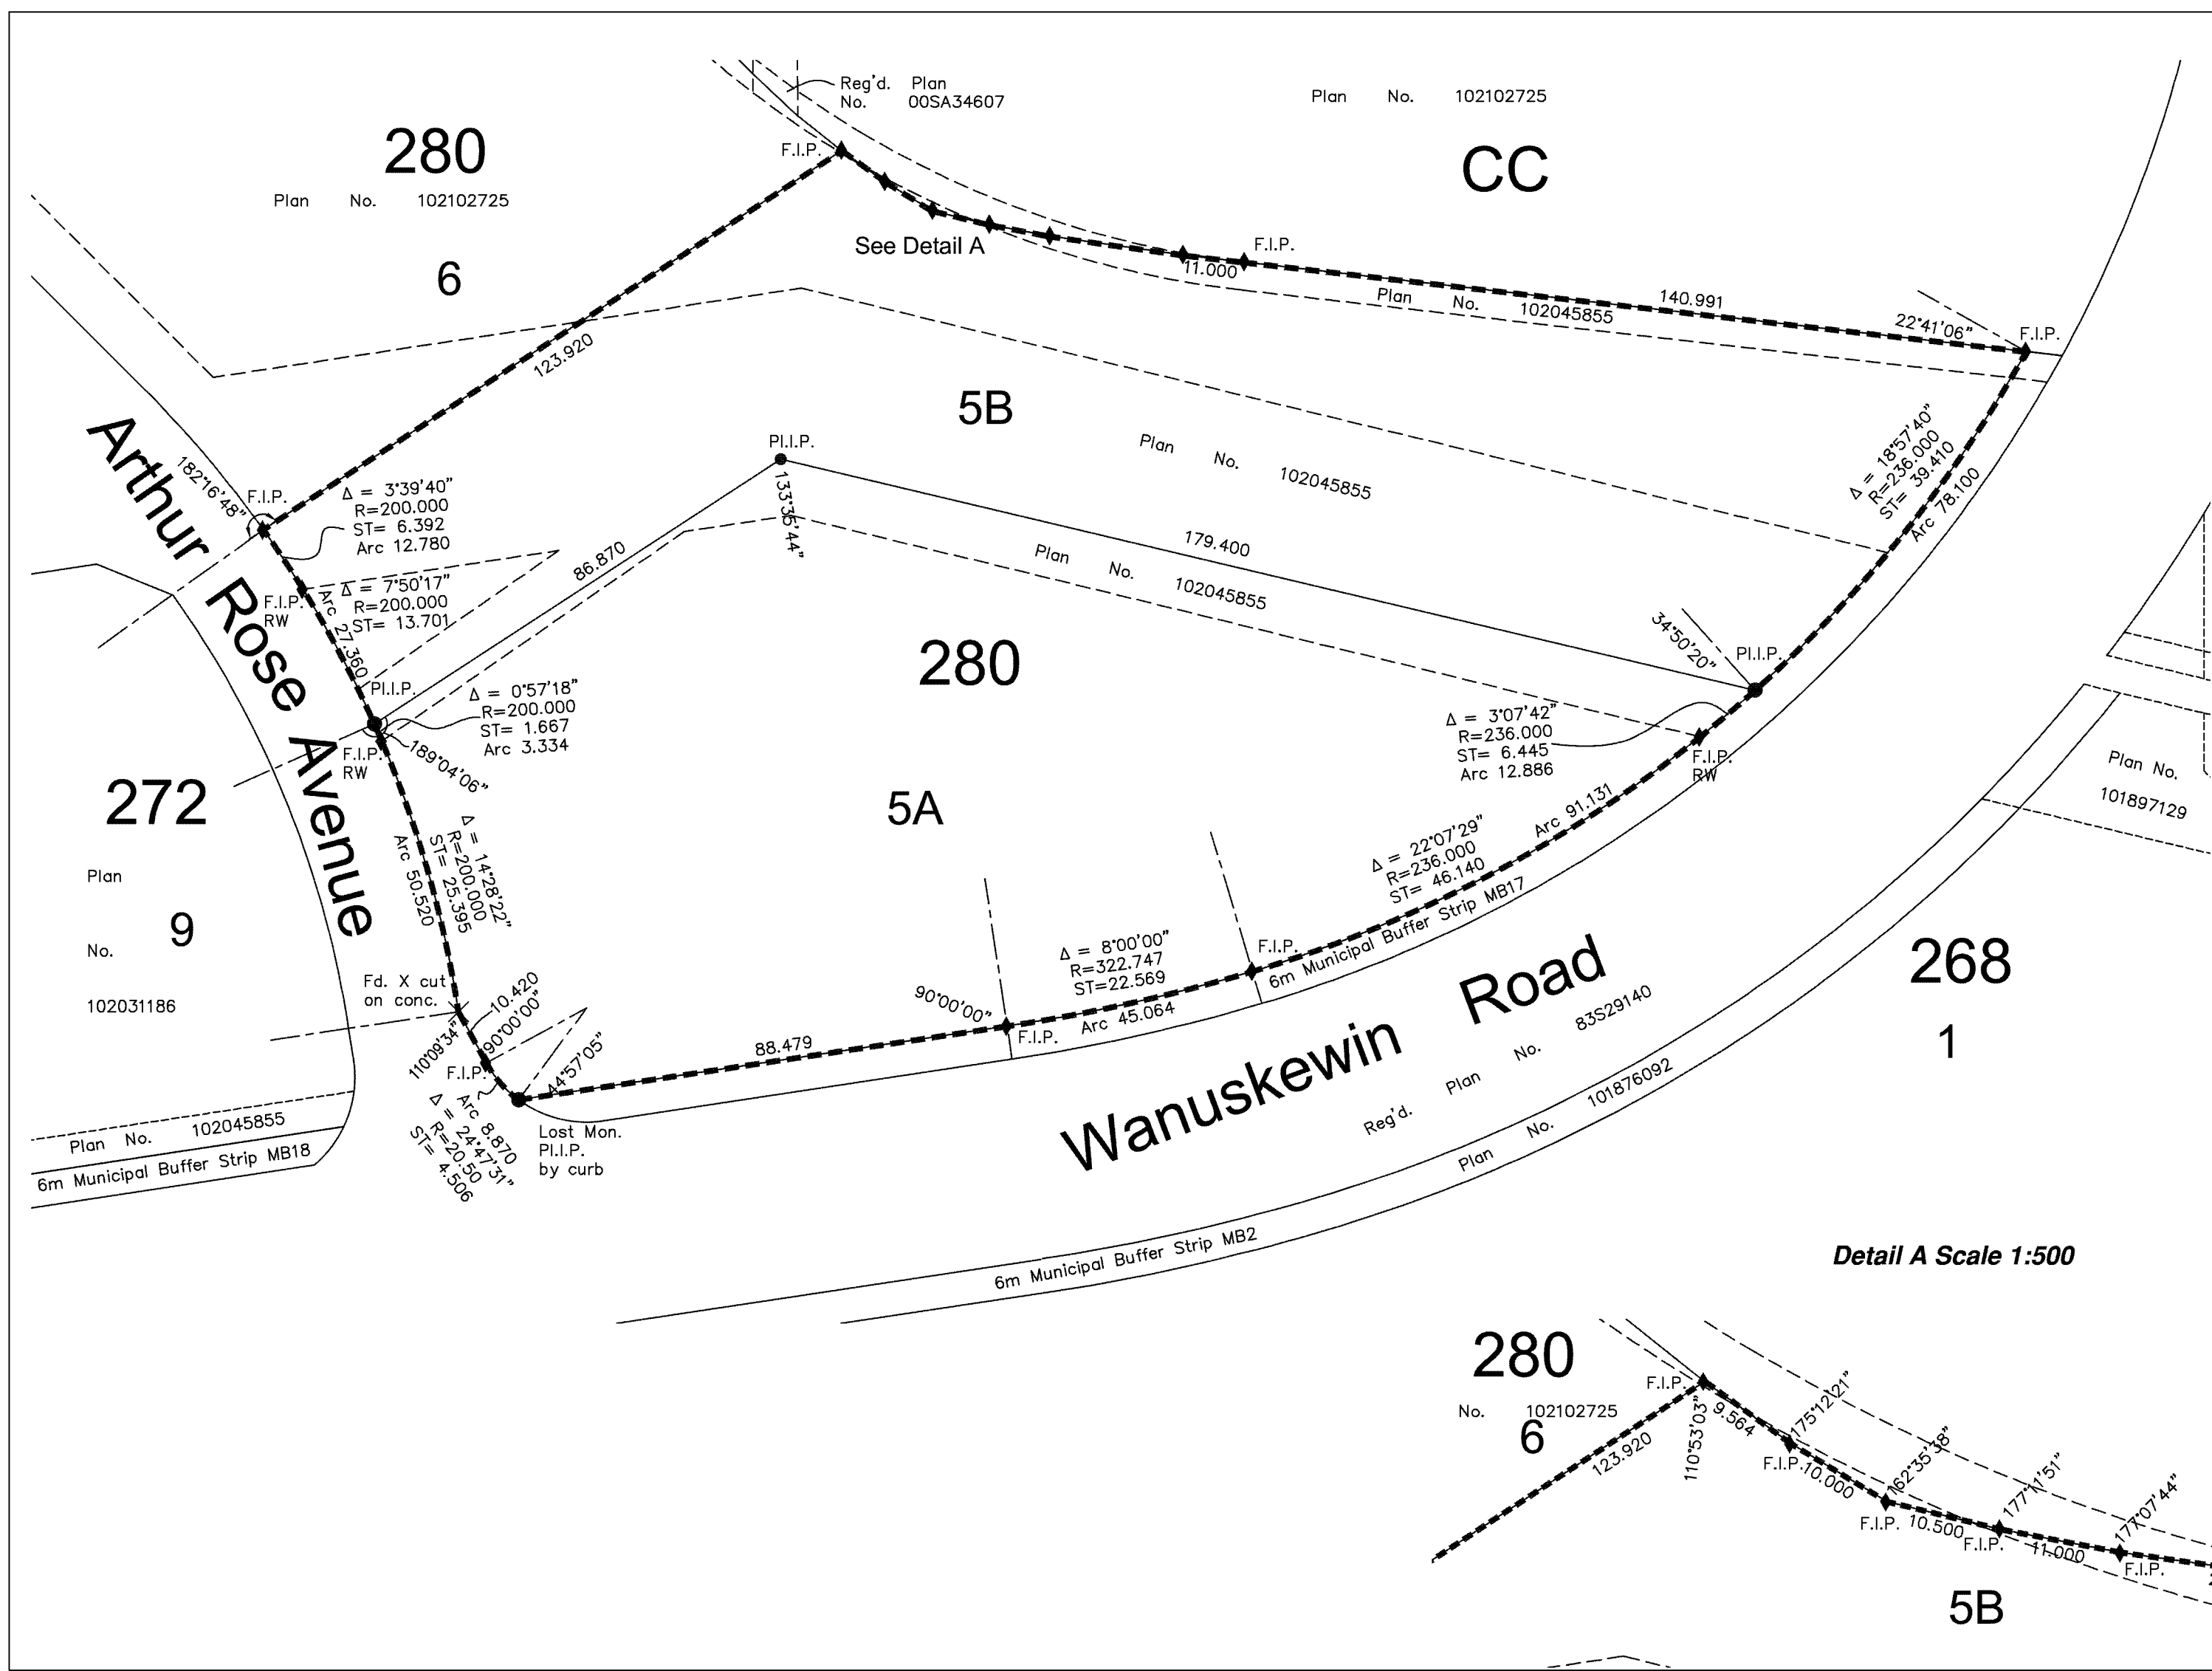 Reg'd. Plan
No. 00SA34607
Plan No. 102102725
280
F.I.P.
CC
Plan No. 102102725
6
See Detail A
F.I.P.
11.000
140.991
Plan No. 102045855
22°41'06"
F.I.P.
123.920
5B
Pl.I.P.
Plan No. 102045855
Δ = 18°57'40"
R=236.000
ST= 39.410
Arc 78.100
Arthur Rose Avenue
182°16'48"
F.I.P.
Δ = 3°39'40"
R=200.000
ST= 6.392
Arc 12.780
133°35'44"
86.870
179.400
Plan No. 102045855
Δ = 7°50'17"
R=200.000
ST= 13.701
Arc 27.360
F.I.P.
RW
34°50'20"
Pl.I.P.
280
Pl.I.P.
Δ = 0°57'18"
R=200.000
ST= 1.667
Arc 3.334
F.I.P.
RW
189°04'06"
Δ = 3°07'42"
R=236.000
ST= 6.445
Arc 12.886
F.I.P.
RW
272
Plan
9
No.
102031186
5A
Plan No.
101897129
Δ = 14°28'22"
R=200.000
ST= 25.395
Arc 50.520
Arc 91.131
Δ = 22°07'29"
R=236.000
ST= 46.140
6m Municipal Buffer Strip MB17
Δ = 8°00'00"
R=322.747
ST=22.569
F.I.P.
90°00'00"
F.I.P.
Arc 45.064
88.479
Fd. X cut
on conc.
10.420
90°00'00"
110°09'34"
F.I.P.
44°57'05"
Arc 8.870
Δ = 24°47'31"
R=20.50
ST= 4.506
Lost Mon.
Pl.I.P.
by curb
Wanuskewin Road
Reg'd. Plan No. 83S29140
268
1
Plan No. 101876092
Plan No. 102045855
6m Municipal Buffer Strip MB18
6m Municipal Buffer Strip MB2
Detail A Scale 1:500
280
F.I.P.
No. 102102725
6
123.920
110°53'03"
9.564
175°12'21"
F.I.P.
10.000
162°35'38"
F.I.P.
10.500
177°11'51"
F.I.P.
11.000
177°07'44"
F.I.P.
5B